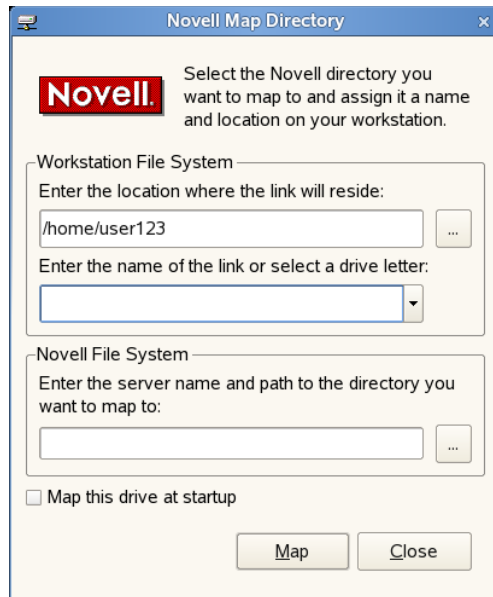 Novell Map Directory
Novell.
Select the Novell directory you
want to map to and assign it a name
and location on your workstation.
Workstation File System
Enter the location where the link will reside:
/home/user123
...
Enter the name of the link or select a drive letter:
Novell File System
Enter the server name and path to the directory you
want to map to:
...
Map this drive at startup
Map
Close